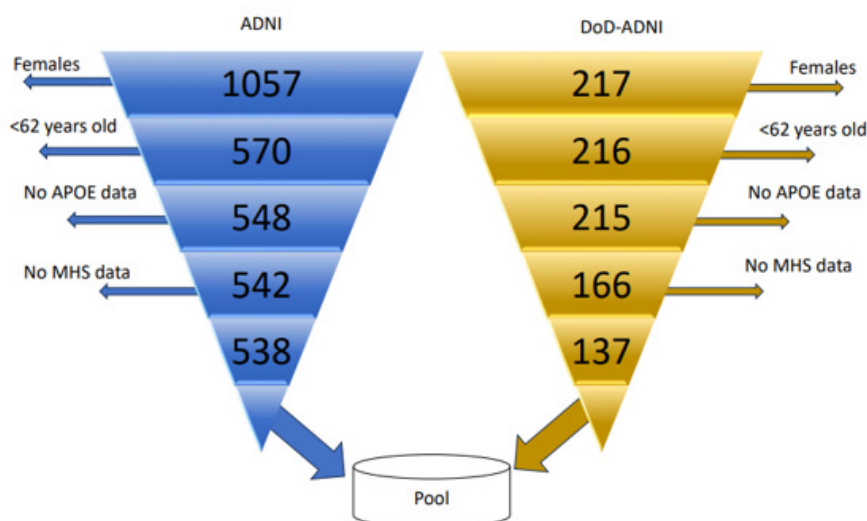 ADNI
DoD-ADNI
Females
1057
217
Females
<62 years old
570
216
<62 years old
No APOE data
548
215
No APOE data
No MHS data
542
166
No MHS data
538
137
Pool